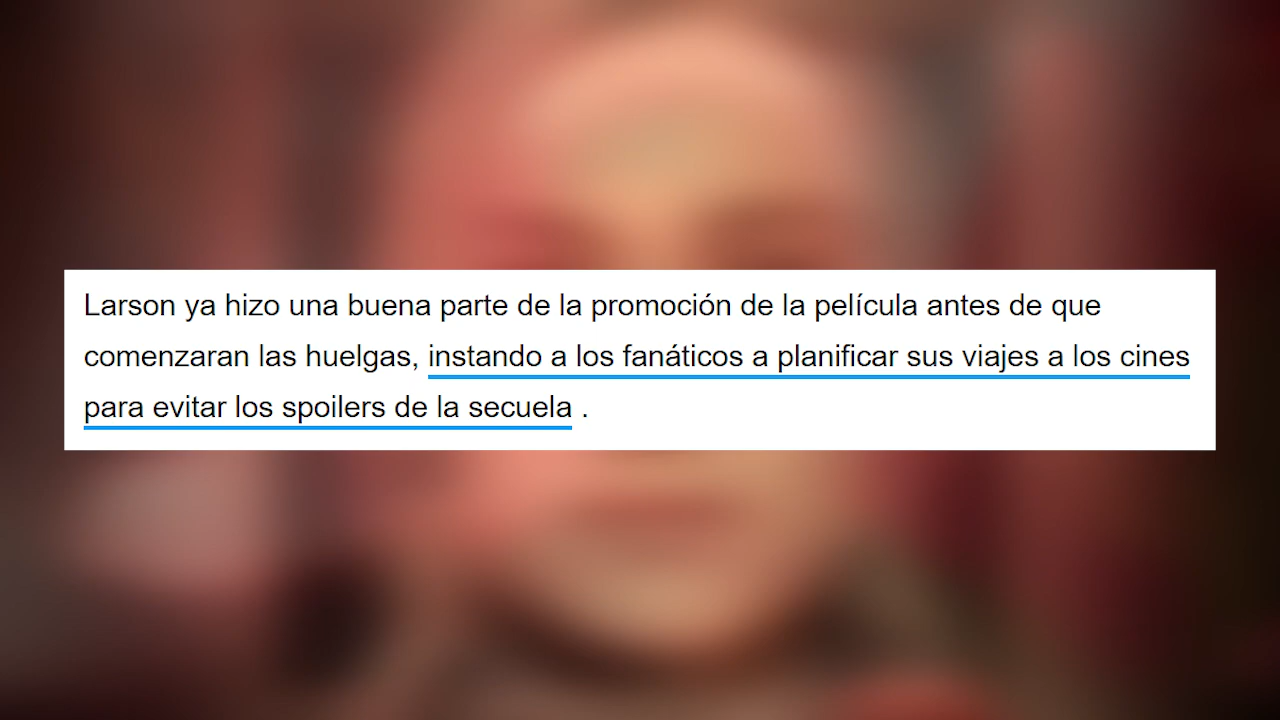 Larson ya hizo una buena parte de la promoción de la película antes de que
comenzaran las huelgas, instando a los fanáticos a planificar sus viajes a los cines
para evitar los spoilers de la secuela .